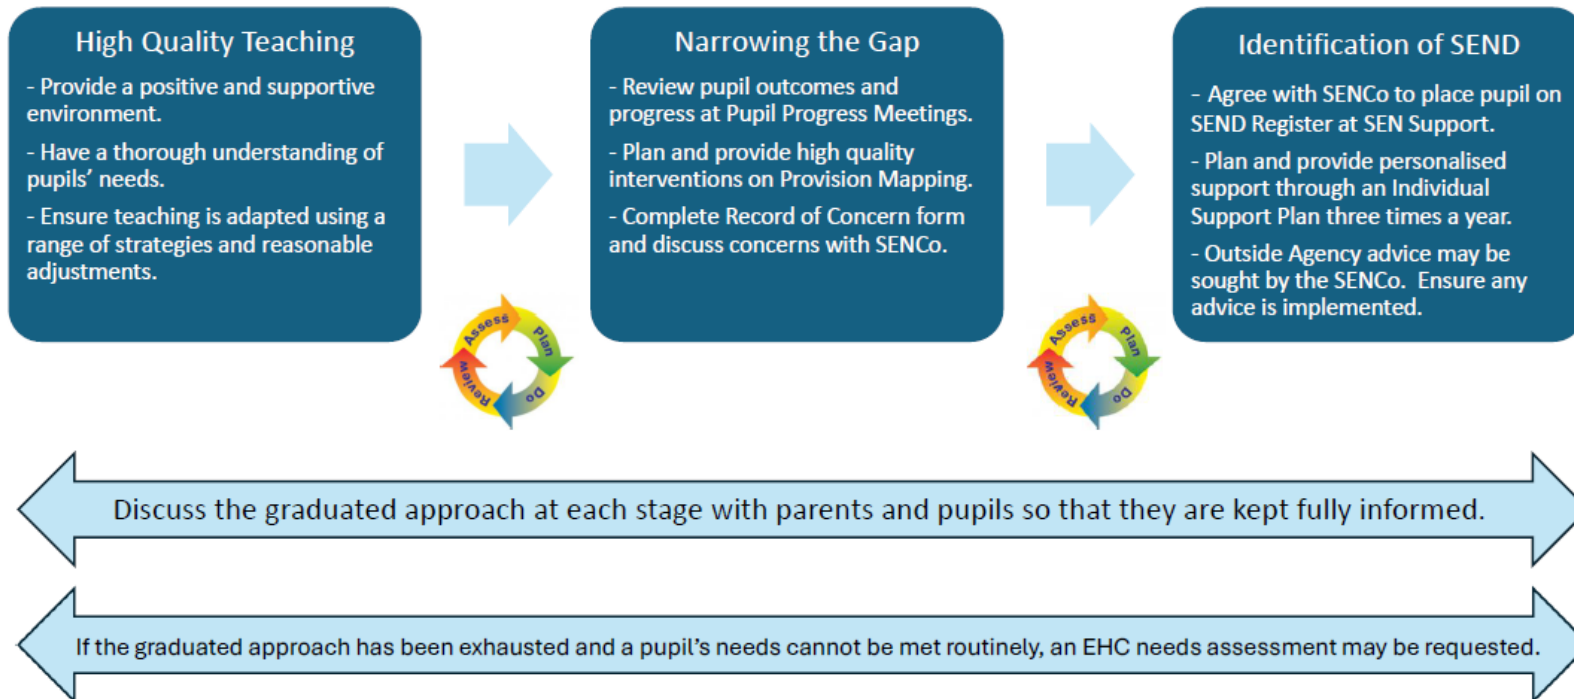 High Quality Teaching
- Provide a positive and supportive
environment.
- Have a thorough understanding of
pupils’ needs.
- Ensure teaching is adapted using a
range of strategies and reasonable
adjustments.
Narrowing the Gap
- Review pupil outcomes and
progress at Pupil Progress Meetings.
- Plan and provide high quality
interventions on Provision Mapping.
- Complete Record of Concern form
and discuss concerns with SENCo.
Identification of SEND
- Agree with SENCo to place pupil on
SEND Register at SEN Support.
- Plan and provide personalised
support through an Individual
Support Plan three times a year.
- Outside Agency advice may be
sought by the SENCo.  Ensure any
advice is implemented.
Assess
Plan
Do
Review
Assess
Plan
Do
Review
Discuss the graduated approach at each stage with parents and pupils so that they are kept fully informed.
If the graduated approach has been exhausted and a pupil’s needs cannot be met routinely, an EHC needs assessment may be requested.